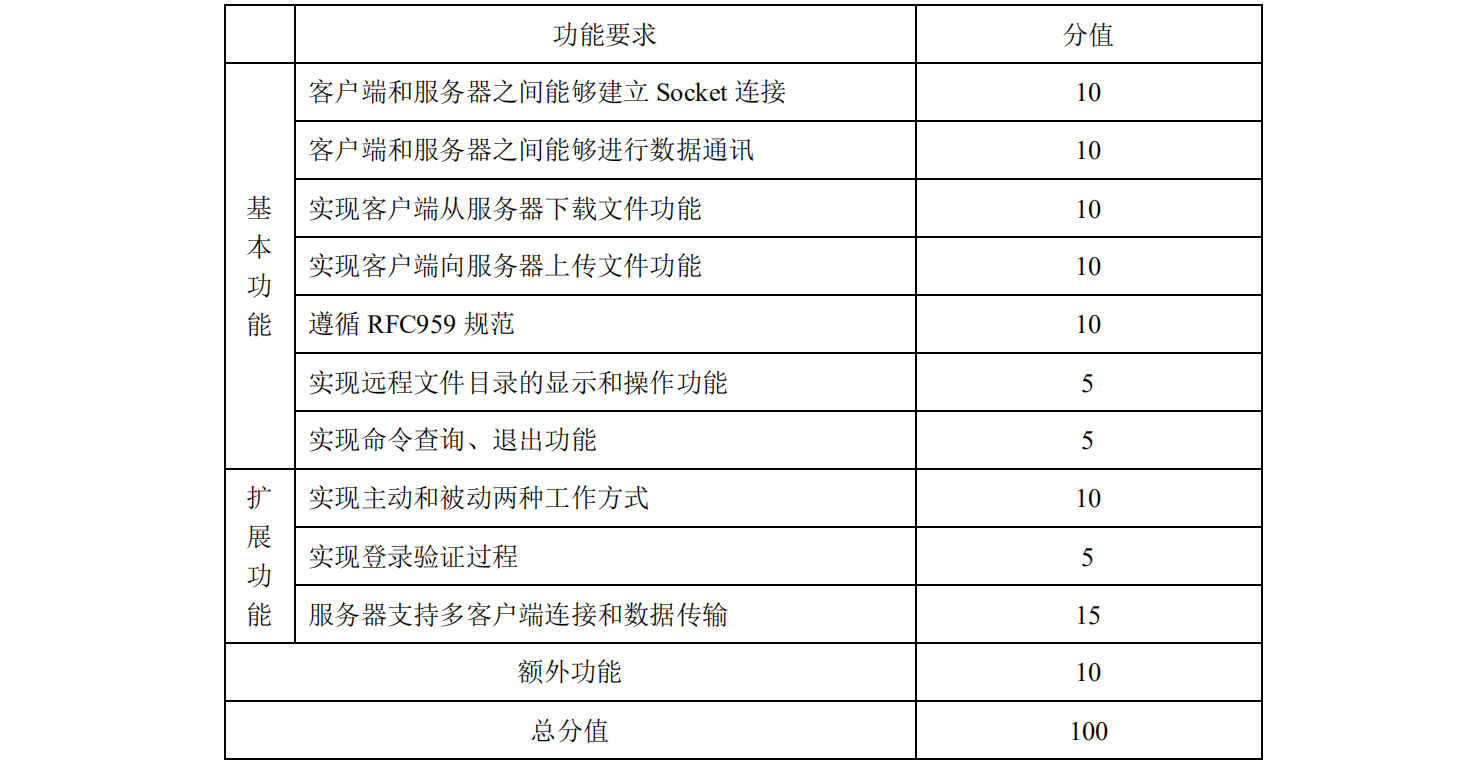 功能要求 分值
基本功能
客户端和服务器之间能够建立 Socket 连接 10
客户端和服务器之间能够进行数据通讯 10
实现客户端从服务器下载文件功能 10
实现客户端向服务器上传文件功能 10
遵循 RFC959 规范 10
实现远程文件目录的显示和操作功能 5
实现命令查询、退出功能 5
扩展功能
实现主动和被动两种工作方式 10
实现登录验证过程 5
服务器支持多客户端连接和数据传输 15
额外功能 10
总分值 100